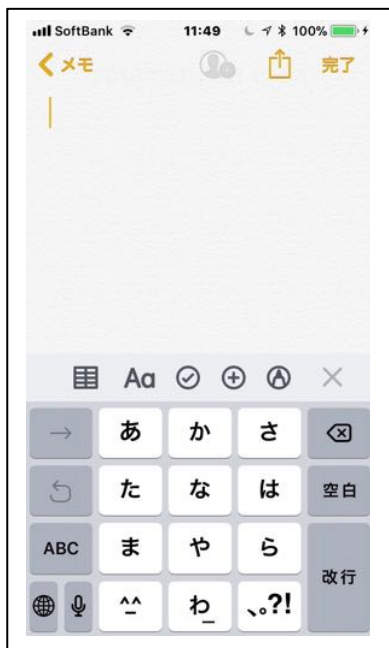 SoftBank 11:49 100%
メモ 完了
Aa
→ あ か さ
た な は 空白
ABC ま や ら
改行
^_^ わ_ 、。?!